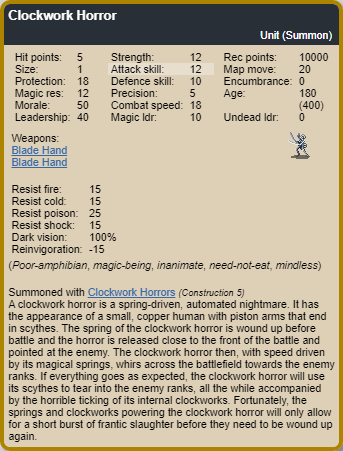 Clockwork Horror
Unit (Summon)
Hit points: 5 Strength: 12 Rec points: 10000
Size: 1 Attack skill: 12 Map move: 20
Protection: 18 Defence skill: 10 Encumbrance: 0
Magic res: 12 Precision: 5 Age: 180
Morale: 50 Combat speed: 18 (400)
Leadership: 40 Magic ldr: 10 Undead ldr: 0
Weapons:
Blade Hand
Blade Hand
Resist fire: 15
Resist cold: 15
Resist poison: 25
Resist shock: 15
Dark vision: 100%
Reinvigoration: -15
(Poor-amphibian, magic-being, inanimate, need-not-eat, mindless)
Summoned with Clockwork Horrors (Construction 5)
A clockwork horror is a spring-driven, automated nightmare. It has
the appearance of a small, copper human with piston arms that end
in scythes. The spring of the clockwork horror is wound up before
battle and the horror is released close to the front of the battle and
pointed at the enemy. The clockwork horror then, with speed driven
by its magical springs, whirs across the battlefield towards the enemy
ranks. If everything goes as expected, the clockwork horror will use
its scythes to tear into the enemy ranks, all the while accompanied
by the horrible ticking of its internal clockworks. Fortunately, the
springs and clockworks powering the clockwork horror will only allow
for a short burst of frantic slaughter before they need to be wound up
again.